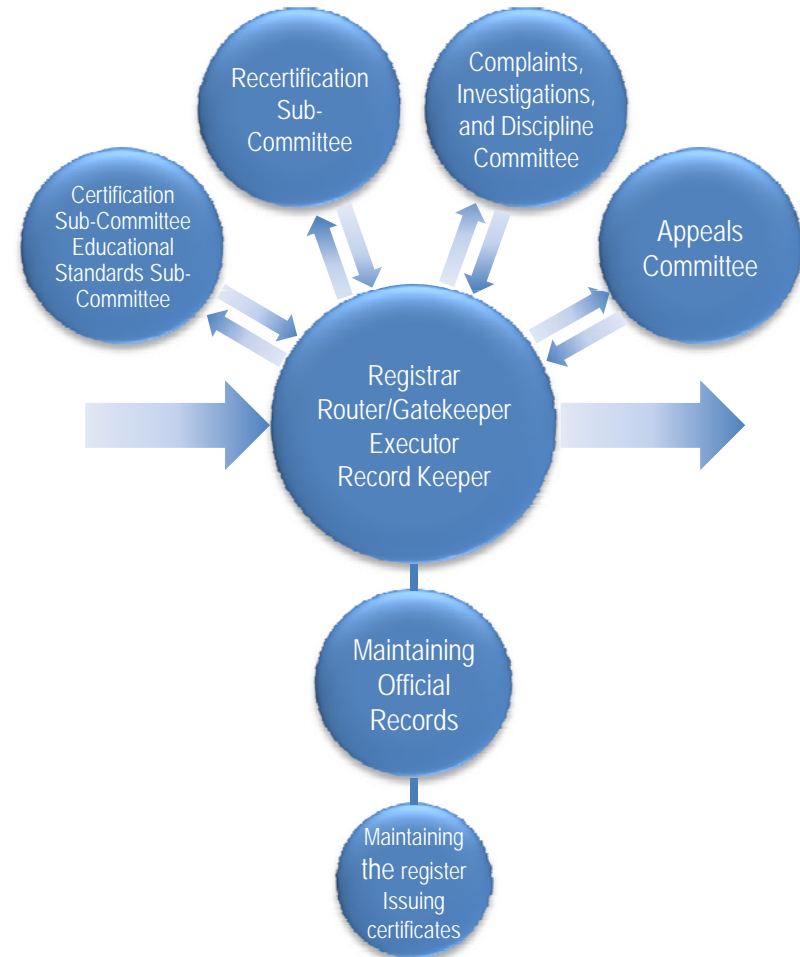 Recertification
Sub-
Committee
Complaints,
Investigations,
and Discipline
Committee
Certification
Sub-Committee
Educational
Standards Sub-
Committee
Appeals
Committee
Registrar
Router/Gatekeeper
Executor
Record Keeper
Maintaining
Official
Records
Maintaining
the register
Issuing
certificates